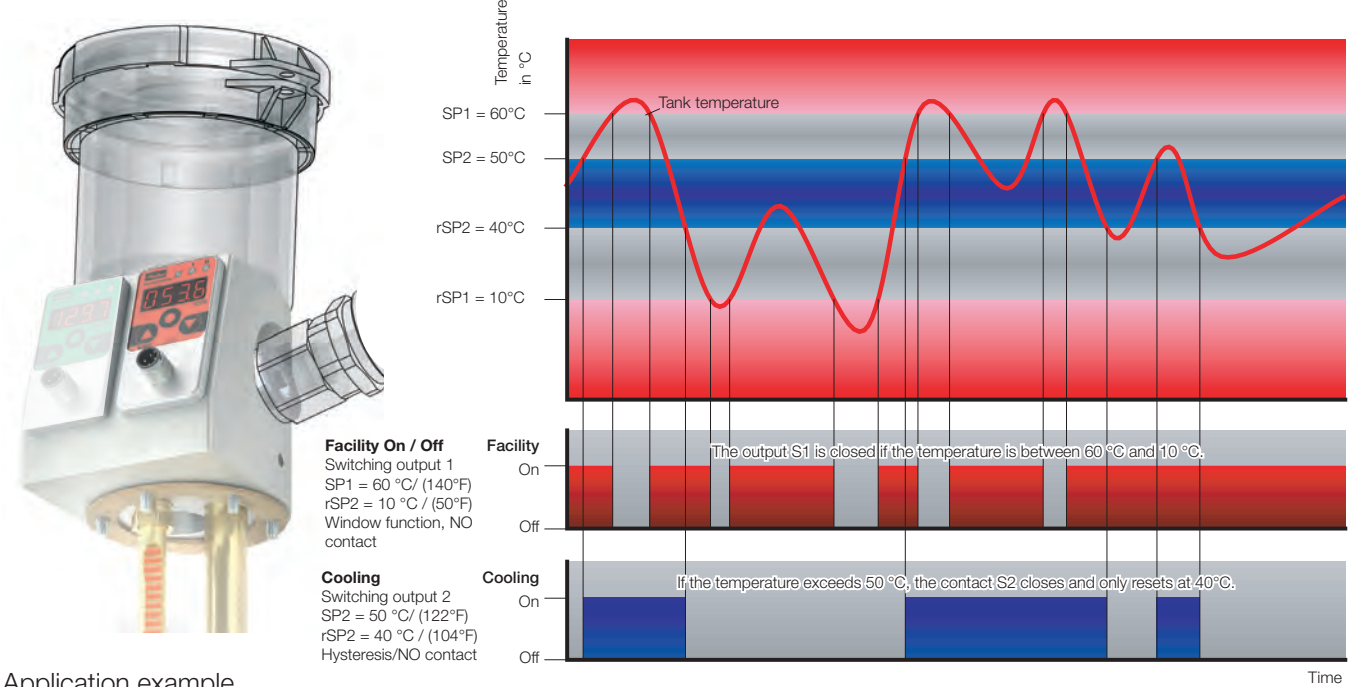 Temperature
in °C
SP1 = 60°C
Tank temperature
SP2 = 50°C
rSP2 = 40°C
rSP1 = 10°C
1297
053.6
Facility On / Off
Switching output 1
SP1 = 60 °C/ (140°F)
rSP2 = 10 °C / (50°F)
Window function, NO
contact
Facility
On
Off
The output S1 is closed if the temperature is between 60 °C and 10 °C.
Cooling
Switching output 2
SP2 = 50 °C/ (122°F)
rSP2 = 40 °C / (104°F)
Hysteresis/NO contact
Cooling
On
Off
If the temperature exceeds 50 °C, the contact S2 closes and only resets at 40°C.
Time
Application example